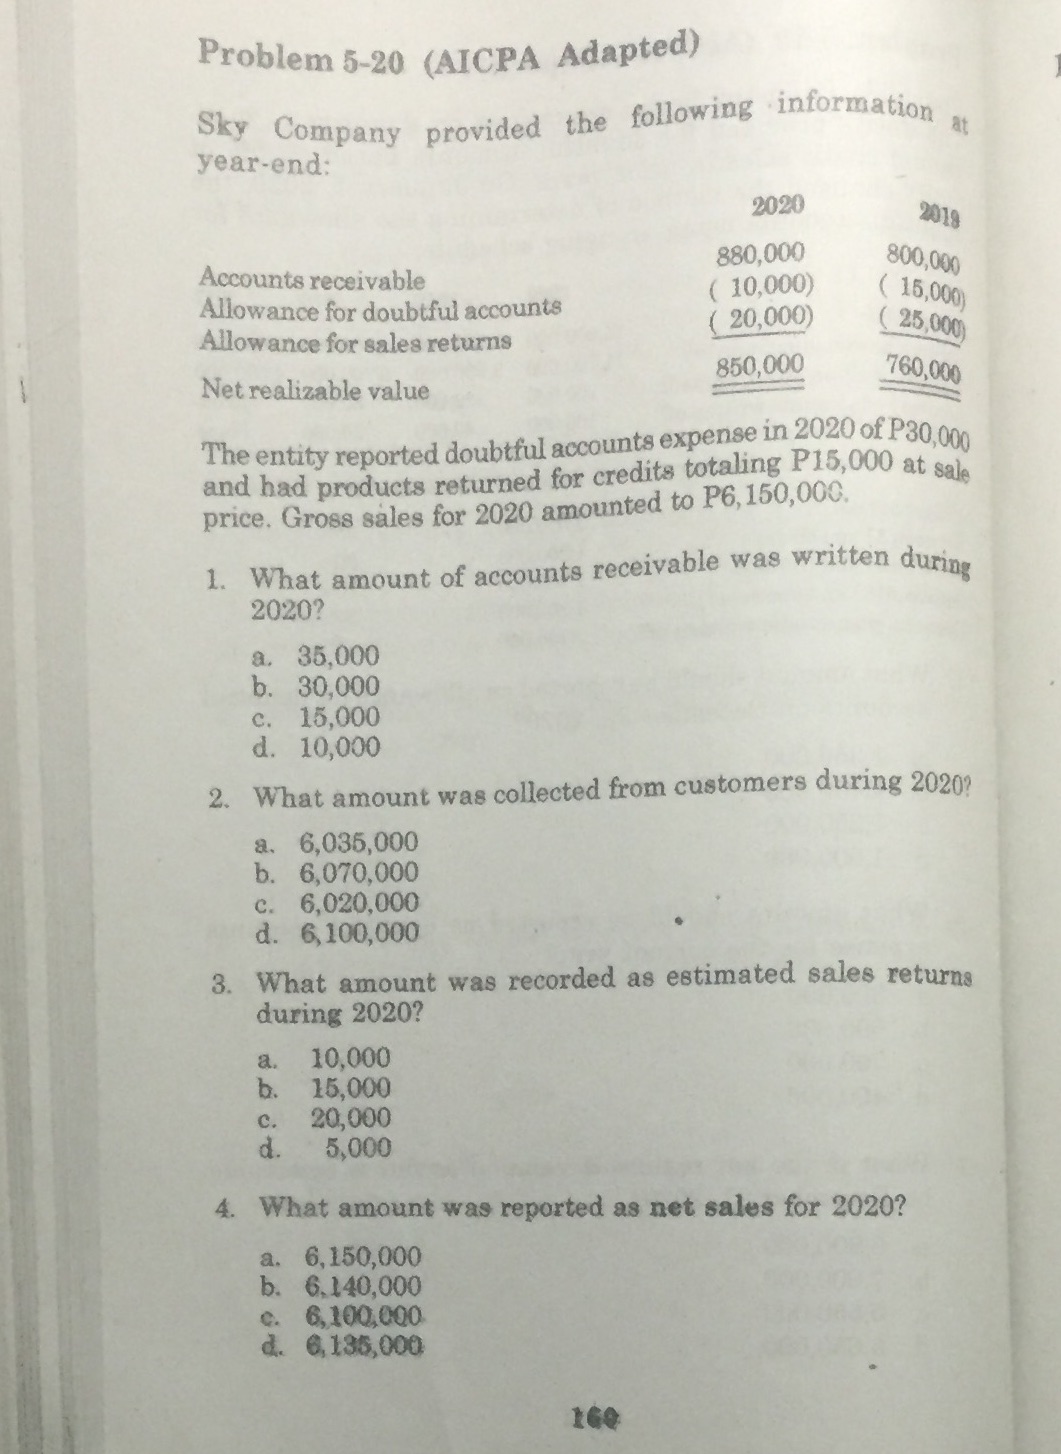 Problem 5-20 (AICPA Adapted)
Sky Company provided the following information at
year-end:
2020 2019
Accounts receivable 880,000 800,000
Allowance for doubtful accounts ( 10,000) ( 15,000)
Allowance for sales returns ( 20,000) ( 25,000)
Net realizable value 850,000 760,000
The entity reported doubtful accounts expense in 2020 of P30,000
and had products returned for credits totaling P15,000 at sale
price. Gross sales for 2020 amounted to P6,150,000.
1. What amount of accounts receivable was written during
2020?
a. 35,000
b. 30,000
c. 15,000
d. 10,000
2. What amount was collected from customers during 2020?
a. 6,035,000
b. 6,070,000
c. 6,020,000
d. 6,100,000
3. What amount was recorded as estimated sales returns
during 2020?
a. 10,000
b. 15,000
c. 20,000
d. 5,000
4. What amount was reported as net sales for 2020?
a. 6,150,000
b. 6,140,000
c. 6,100,000
d. 6,135,000